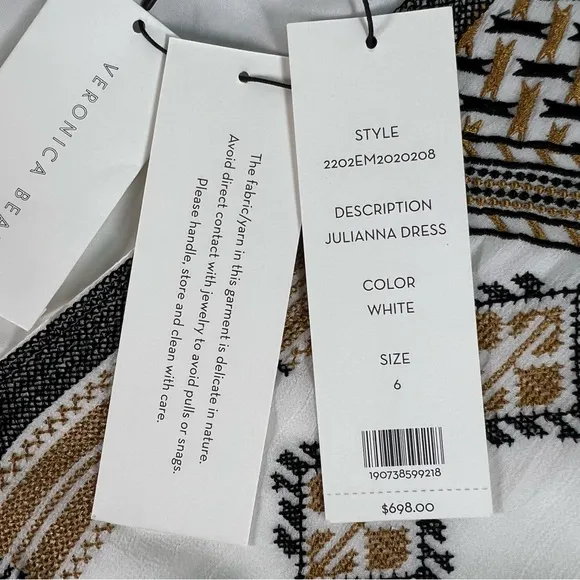 VERONICA BEA
The fabric/yarn in this garment is delicate in nature.
Avoid direct contact with jewelry to avoid pulls or snags.
Please handle, store and clean with care.
STYLE
2202EM2020208
DESCRIPTION
JULIANNA DRESS
COLOR
WHITE
SIZE
6
190738599218
$698.00